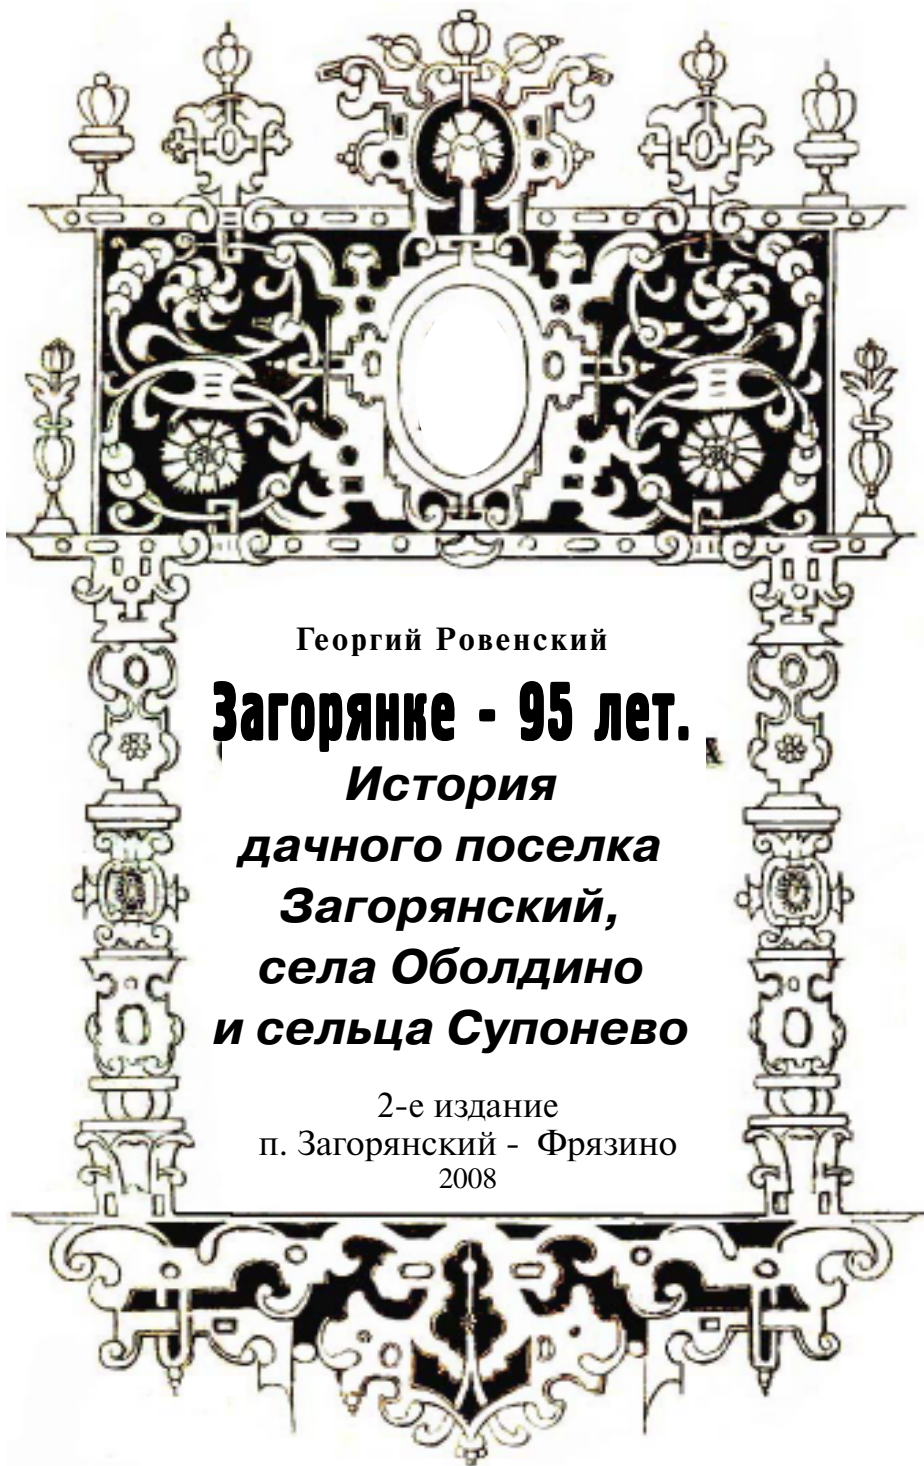 Георгий Ровенский
Загорянке - 95 лет.
История
дачного поселка
Загорянский,
села Оболдино
и сельца Супонево
2-е издание
п. Загорянский - Фрязино
2008